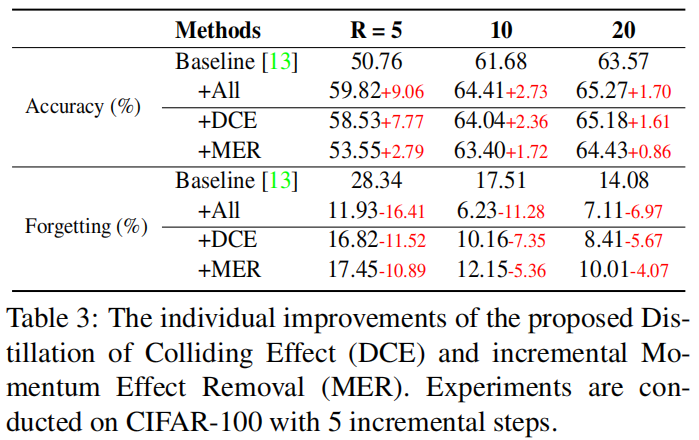 Methods R = 5 10 20
Baseline [13] 50.76 61.68 63.57
+All 59.82+9.06 64.41+2.73 65.27+1.70
Accuracy (%)
+DCE 58.53+7.77 64.04+2.36 65.18+1.61
+MER 53.55+2.79 63.40+1.72 64.43+0.86
Baseline [13] 28.34 17.51 14.08
+All 11.93-16.41 6.23-11.28 7.11-6.97
Forgetting (%)
+DCE 16.82-11.52 10.16-7.35 8.41-5.67
+MER 17.45-10.89 12.15-5.36 10.01-4.07
Table 3: The individual improvements of the proposed Dis-
tillation of Colliding Effect (DCE) and incremental Mo-
mentum Effect Removal (MER). Experiments are con-
ducted on CIFAR-100 with 5 incremental steps.